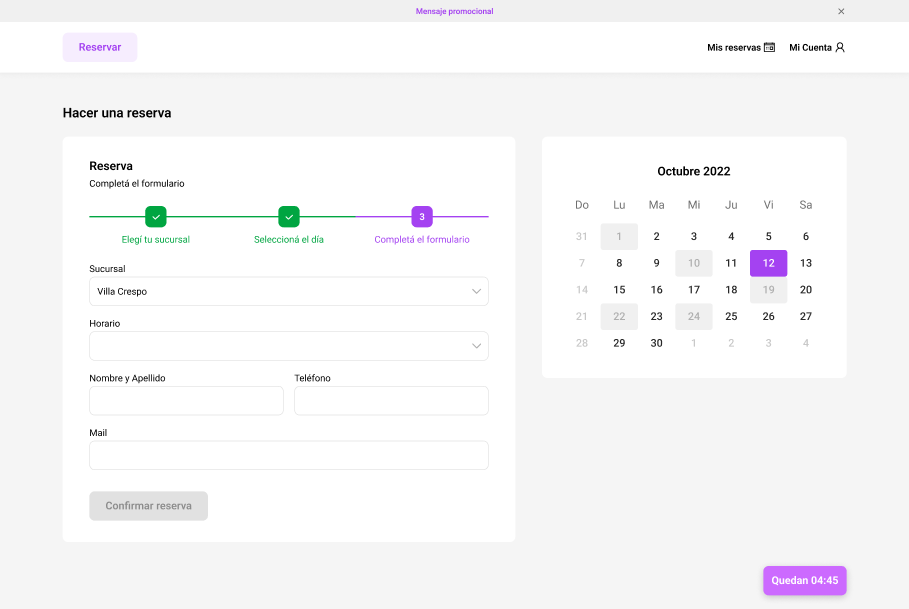 Mensaje promocional
Reservar
Mis reservas
Mi Cuenta
Hacer una reserva
Reserva
Completá el formulario
3
Elegí tu sucursal
Seleccioná el día
Completá el formulario
Sucursal
Villa Crespo
Horario
Nombre y Apellido
Teléfono
Mail
Confirmar reserva
Octubre 2022
Do Lu Ma Mi Ju Vi Sa
31 1 2 3 4 5 6
7 8 9 10 11 12 13
14 15 16 17 18 19 20
21 22 23 24 25 26 27
28 29 30 1 2 3 4
Quedan 04:45